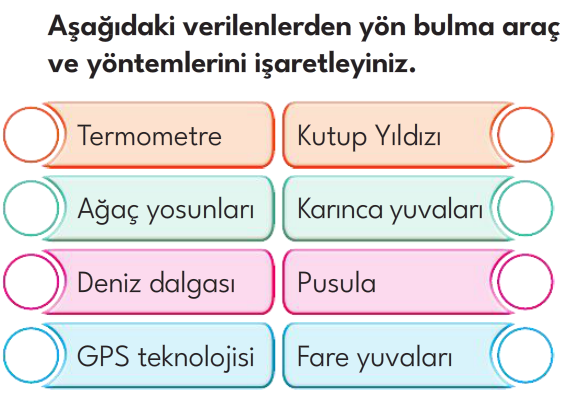 Aşağıdaki verilenlerden yön bulma araç
ve yöntemlerini işaretleyiniz.
Termometre
Kutup Yıldızı
Ağaç yosunları
Karınca yuvaları
Deniz dalgası
Pusula
GPS teknolojisi
Fare yuvaları